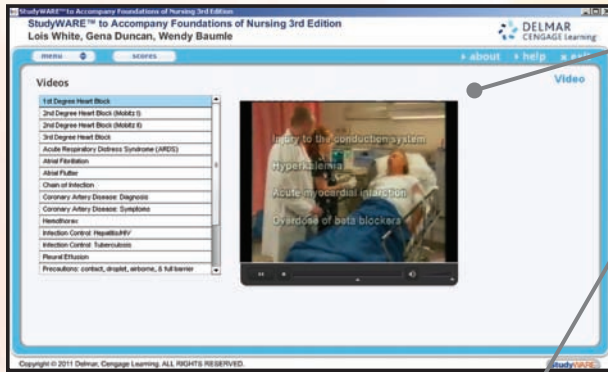 StudyWARE™ to Accompany Foundations of Nursing 3rd Edition
StudyWARE™ to Accompany Foundations of Nursing 3rd Edition
Lois White, Gena Duncan, Wendy Baumle
DELMAR
CENGAGE Learning
menu
scores
about
help
Video
Videos
1st Degree Heart Block
2nd Degree Heart Block (Mobitz I)
2nd Degree Heart Block (Mobitz II)
3rd Degree Heart Block
Acute Respiratory Distress Syndrome (ARDS)
Atrial Fibrillation
Atrial Flutter
Chain of Infection
Coronary Artery Disease: Diagnosis
Coronary Artery Disease: Symptoms
Hemothorax
Infection Control: Hepatitis/HIV
Infection Control: Tuberculosis
Pleural Effusion
Precautions: contact, droplet, airborne, & full barrier
Injury to the conduction system
Hyperkalemia
Acute myocardial infarction
Overdose of beta blockers
Copyright © 2011 Delmar, Cengage Learning. ALL RIGHTS RESERVED.
StudyWARE